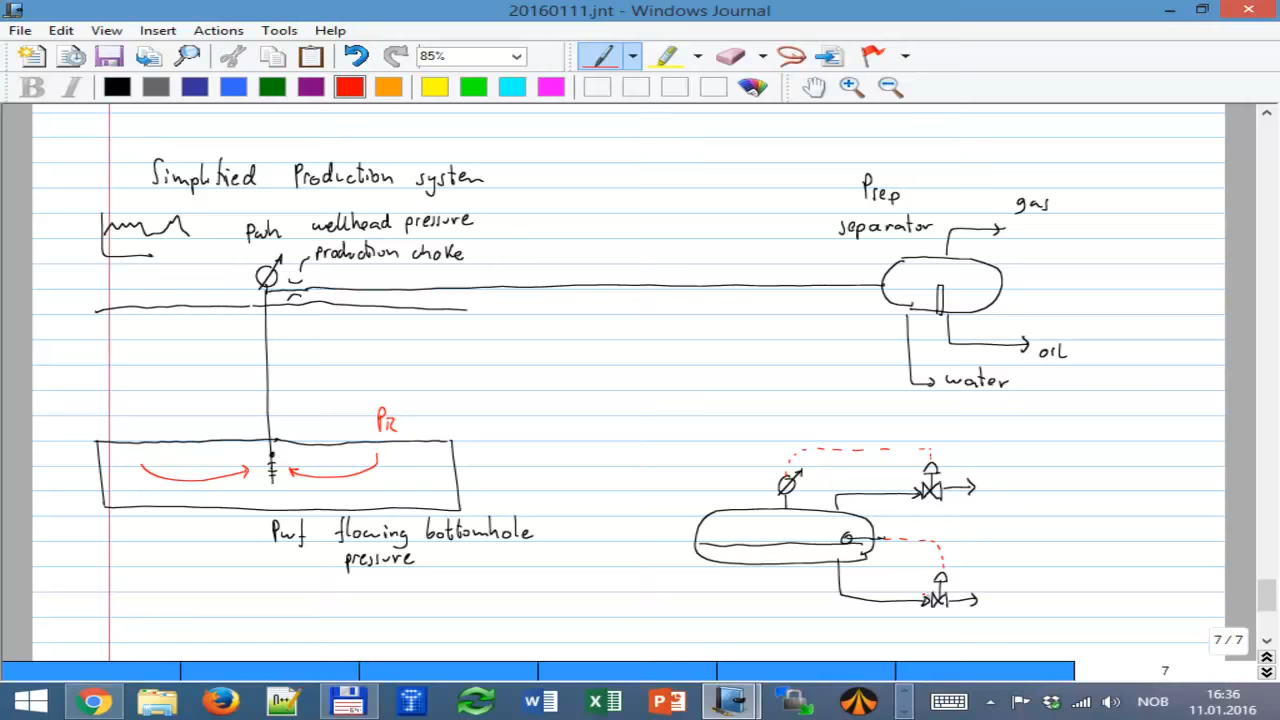 20160111.jnt - Windows Journal
File Edit View Insert Actions Tools Help
85%
B I
Simplified Production system
Pwh wellhead pressure
production choke
Psep
separator
gas
oil
water
PR
Pwf flowing bottomhole
pressure
7 / 7
7
64
NOB
16:36
11.01.2016